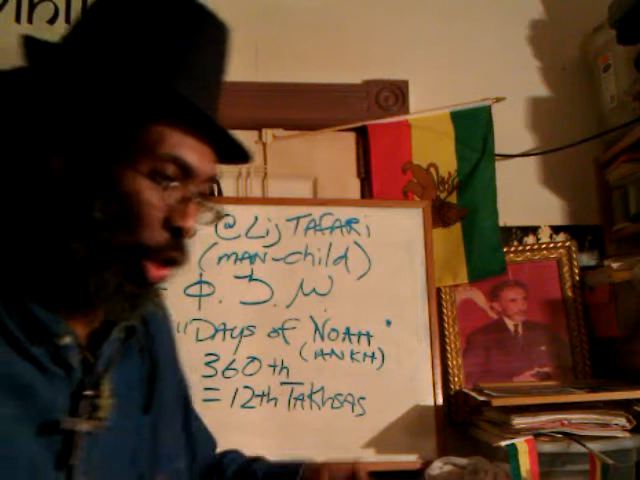 @Lij TAFARi
(MAN-child)
- ቀ. ኃ. ሥ
"DAYS of NOAH"
(ANKH)
360th
= 12th TAKHSAS